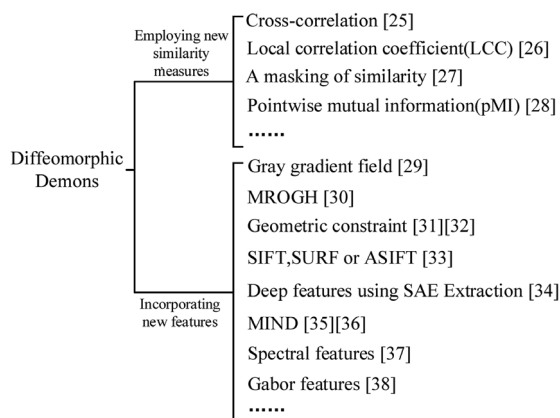 Diffeomorphic
Demons
Employing new
similarity
measures
Cross-correlation [25]
Local correlation coefficient(LCC) [26]
A masking of similarity [27]
Pointwise mutual information(pMI) [28]
......
Incorporating
new features
Gray gradient field [29]
MROGH [30]
Geometric constraint [31][32]
SIFT,SURF or ASIFT [33]
Deep features using SAE Extraction [34]
MIND [35][36]
Spectral features [37]
Gabor features [38]
......